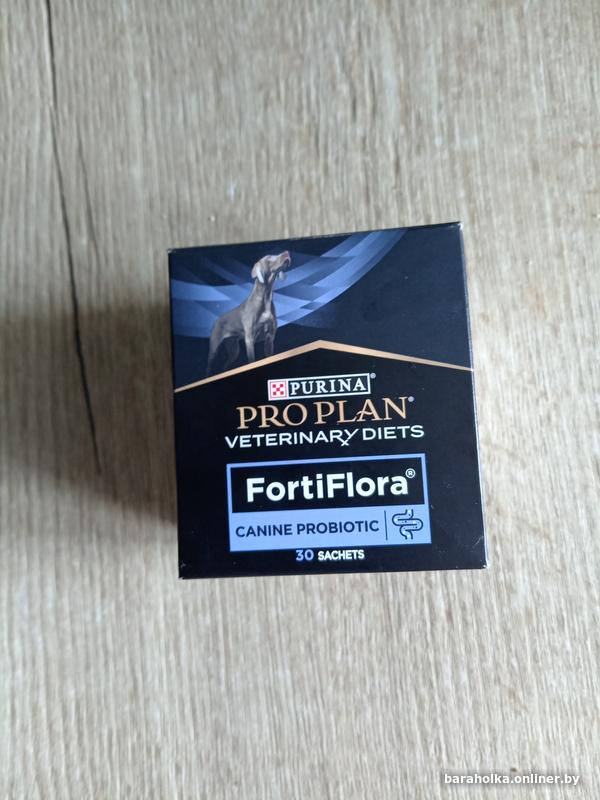 PURINA®
PRO PLAN®
VETERINARY DIETS
FortiFlora®
CANINE PROBIOTIC
30 SACHETS
baraholka.onliner.by